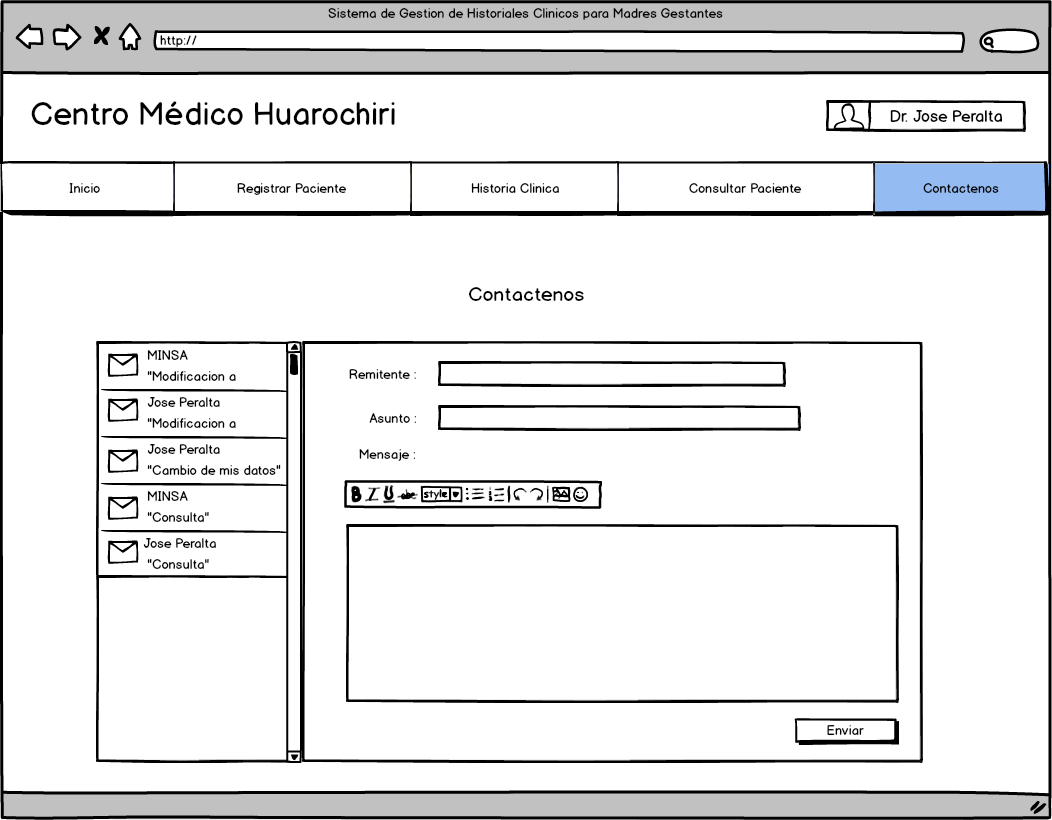 Sistema de Gestion de Historiales Clinicos para Madres Gestantes
http://
Centro Médico Huarochiri
Dr. Jose Peralta
Inicio
Registrar Paciente
Historia Clinica
Consultar Paciente
Contactenos
Contactenos
MINSA
"Modificacion a
Jose Peralta
"Modificacion a
Jose Peralta
"Cambio de mis datos"
MINSA
"Consulta"
Jose Peralta
"Consulta"
Remitente :
Asunto :
Mensaje :
B I U abc style
Enviar